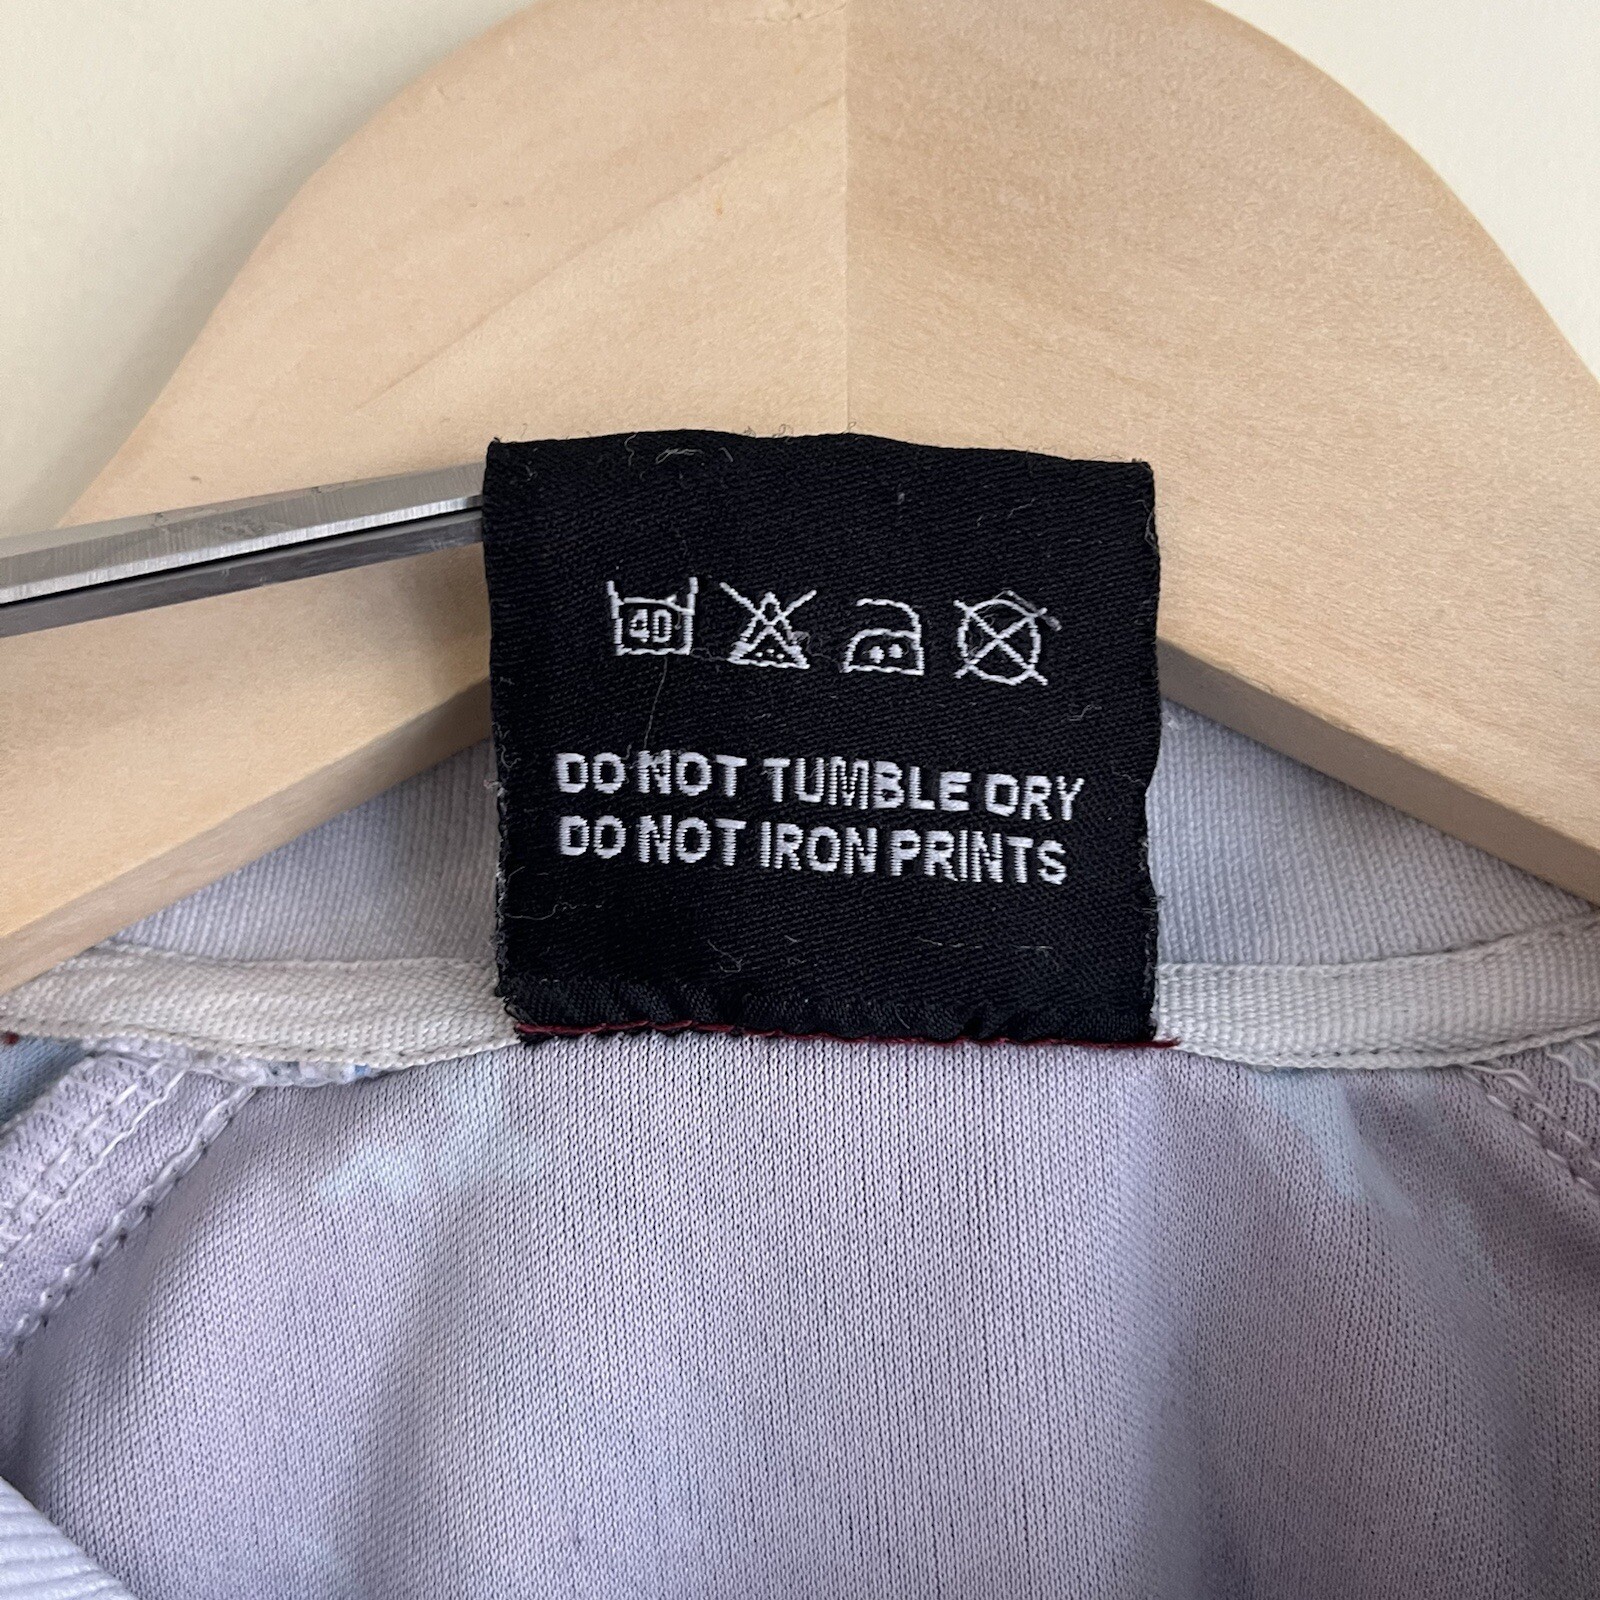 40
DO NOT TUMBLE DRY
DO NOT IRON PRINTS